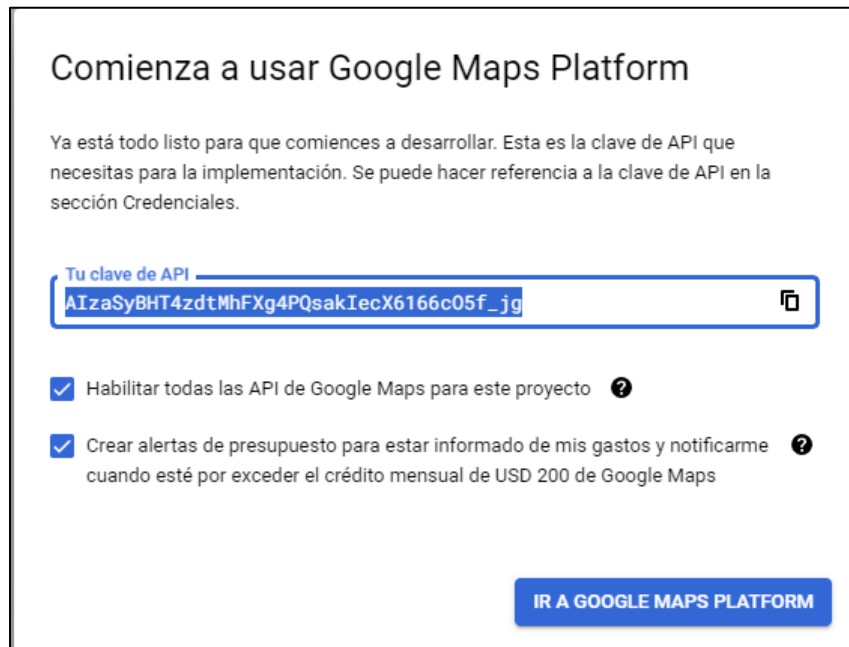 Comienza a usar Google Maps Platform
Ya está todo listo para que comiences a desarrollar. Esta es la clave de API que
necesitas para la implementación. Se puede hacer referencia a la clave de API en la
sección Credenciales.
Tu clave de API
AIzaSyBHT4zdtMhFXg4PQsakIecX6166cO5f_jg
Habilitar todas las API de Google Maps para este proyecto
Crear alertas de presupuesto para estar informado de mis gastos y notificarme
cuando esté por exceder el crédito mensual de USD 200 de Google Maps
IR A GOOGLE MAPS PLATFORM